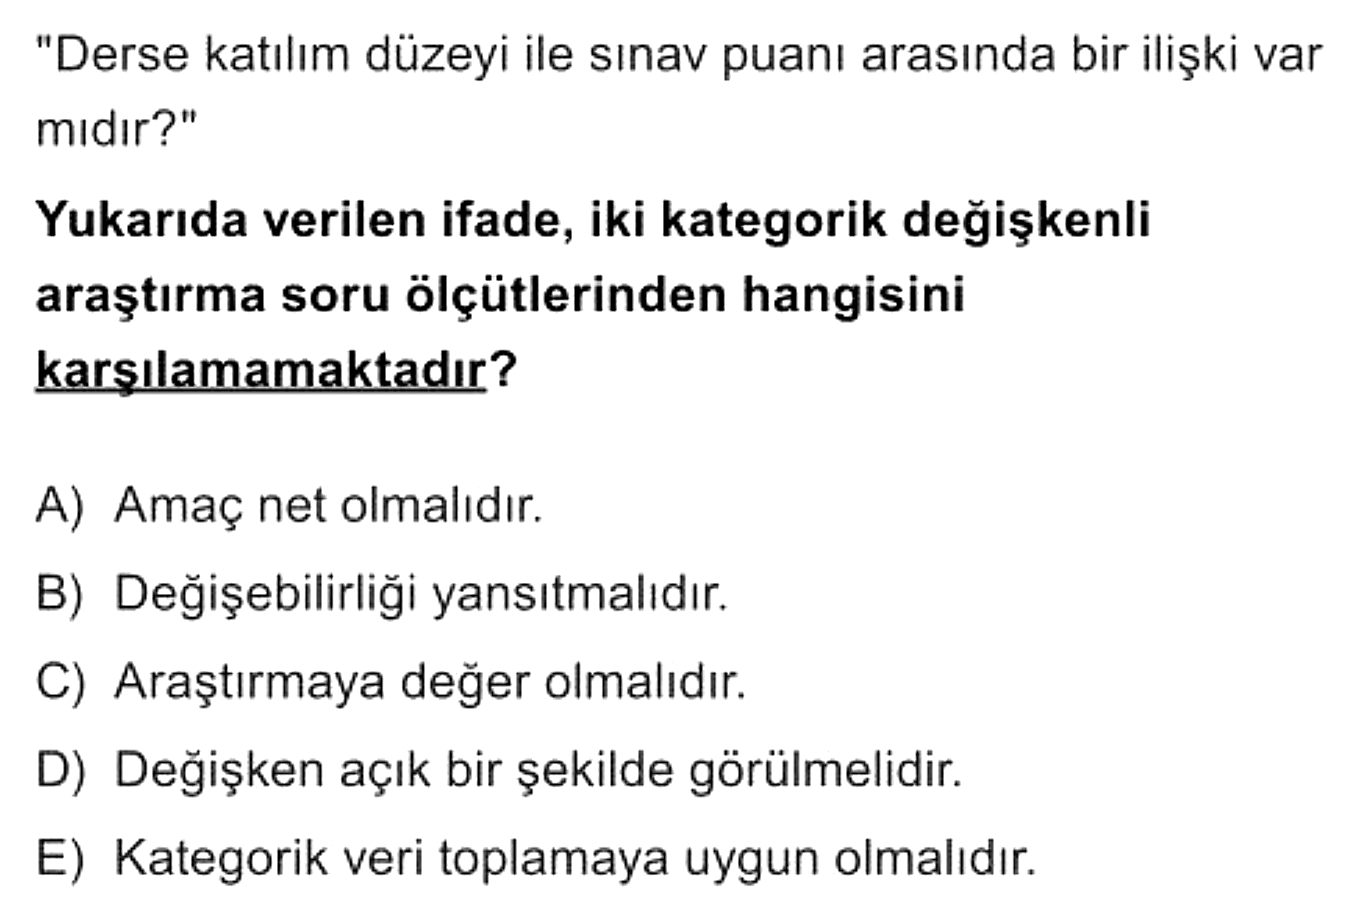 "Derse katılım düzeyi ile sınav puanı arasında bir ilişki var
mıdır?"
Yukarıda verilen ifade, iki kategorik değişkenli
araştırma soru ölçütlerinden hangisini
karşılamamaktadır?
A) Amaç net olmalıdır.
B) Değişebilirliği yansıtmalıdır.
C) Araştırmaya değer olmalıdır.
D) Değişken açık bir şekilde görülmelidir.
E) Kategorik veri toplamaya uygun olmalıdır.